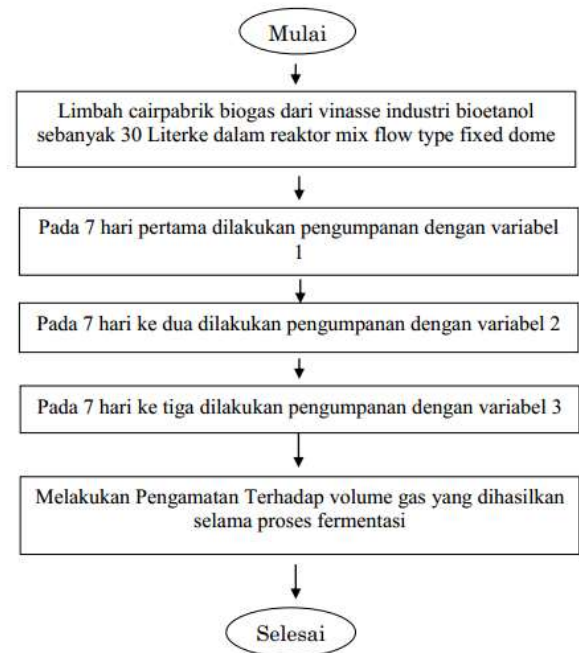 Mulai
Limbah cairpabrik biogas dari vinasse industri bioetanol
sebanyak 30 Literke dalam reaktor mix flow type fixed dome
Pada 7 hari pertama dilakukan pengumpanan dengan variabel
1
Pada 7 hari ke dua dilakukan pengumpanan dengan variabel 2
Pada 7 hari ke tiga dilakukan pengumpanan dengan variabel 3
Melakukan Pengamatan Terhadap volume gas yang dihasilkan
selama proses fermentasi
Selesai